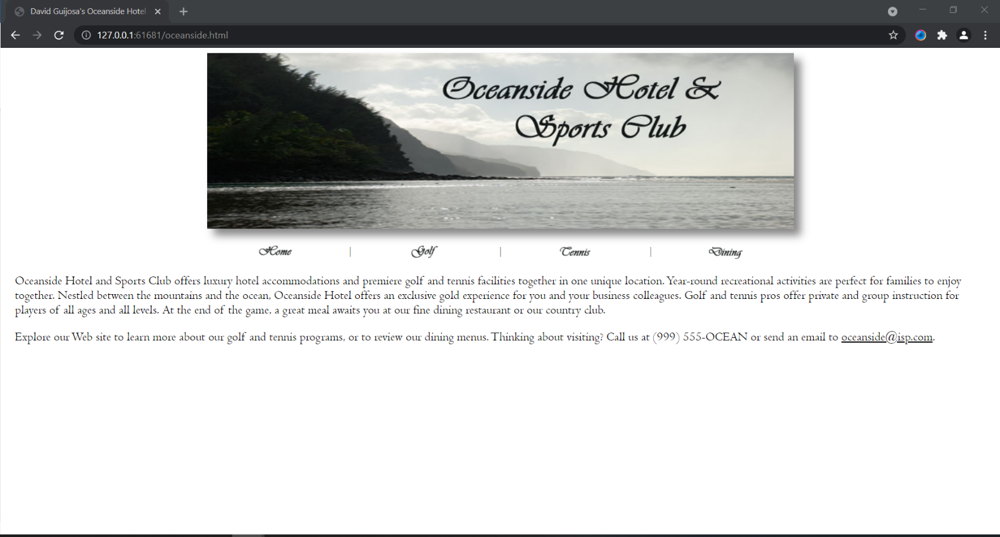 David Guijosa's Oceanside Hotel
127.0.0.1:61681/oceanside.html
Oceanside Hotel &
Sports Club
Home | Golf | Tennis | Dining
Oceanside Hotel and Sports Club offers luxury hotel accommodations and premiere golf and tennis facilities together in one unique location. Year-round recreational activities are perfect for families to enjoy
together. Nestled between the mountains and the ocean, Oceanside Hotel offers an exclusive gold experience for you and your business colleagues. Golf and tennis pros offer private and group instruction for
players of all ages and all levels. At the end of the game, a great meal awaits you at our fine dining restaurant or our country club.
Explore our Web site to learn more about our golf and tennis programs, or to review our dining menus. Thinking about visiting? Call us at (999) 555-OCEAN or send an email to oceanside@isp.com.